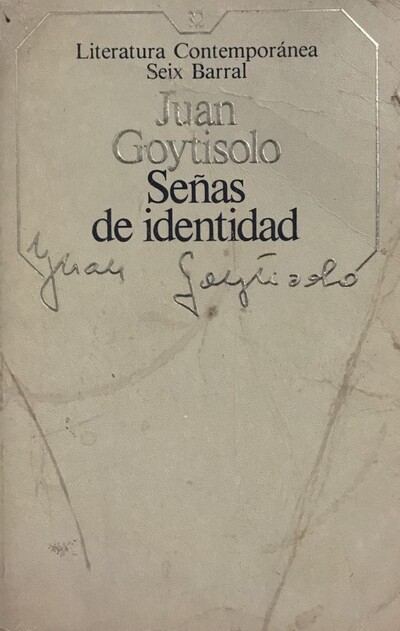 32
Literatura Contemporánea
Seix Barral
Juan
Goytisolo
Señas
de identidad
Juan Goytisolo